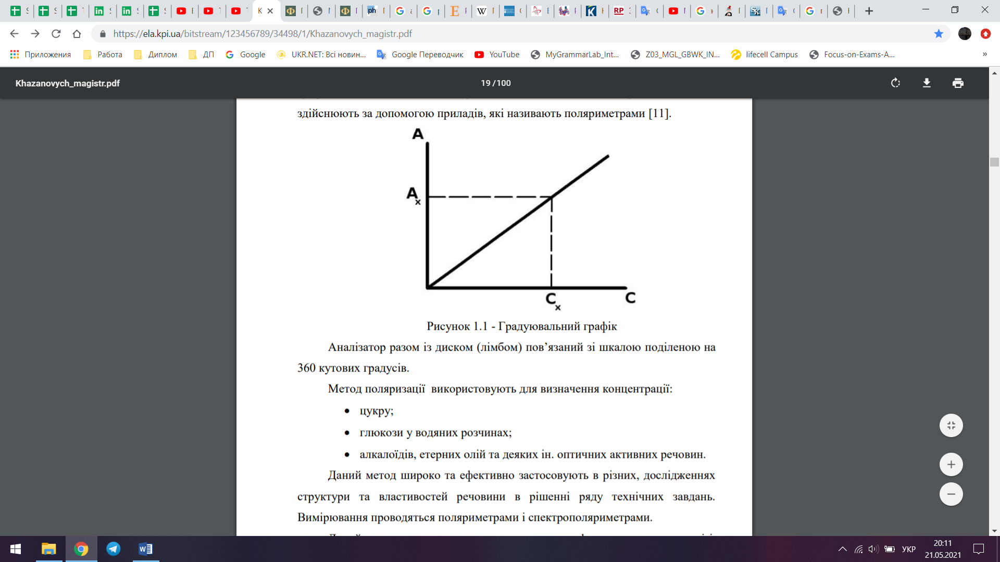 https://ela.kpi.ua/bitstream/123456789/34498/1/Khazanovych_magistr.pdf
Приложения Работа Диплом ДП Google UKR.NET: Всі новин... Google Переводчик YouTube MyGrammarLab_Int... Z03_MGL_GBWK_IN... lifecell Campus Focus-on-Exams-A... »
Khazanovych_magistr.pdf 19 / 100
здійснюють за допомогою приладів, які називають поляриметрами [11].
A
Ax
Cx
C
Рисунок 1.1 - Градуювальний графік
Аналізатор разом із диском (лімбом) пов’язаний зі шкалою поділеною на
360 кутових градусів.
Метод поляризації використовують для визначення концентрації:
• цукру;
• глюкози у водяних розчинах;
• алкалоїдів, етерних олій та деяких ін. оптичних активних речовин.
Даний метод широко та ефективно застосовують в різних, дослідженнях
структури та властивостей речовини в рішенні ряду технічних завдань.
Вимірювання проводяться поляриметрами і спектрополяриметрами.
УКР
20:11
21.05.2021